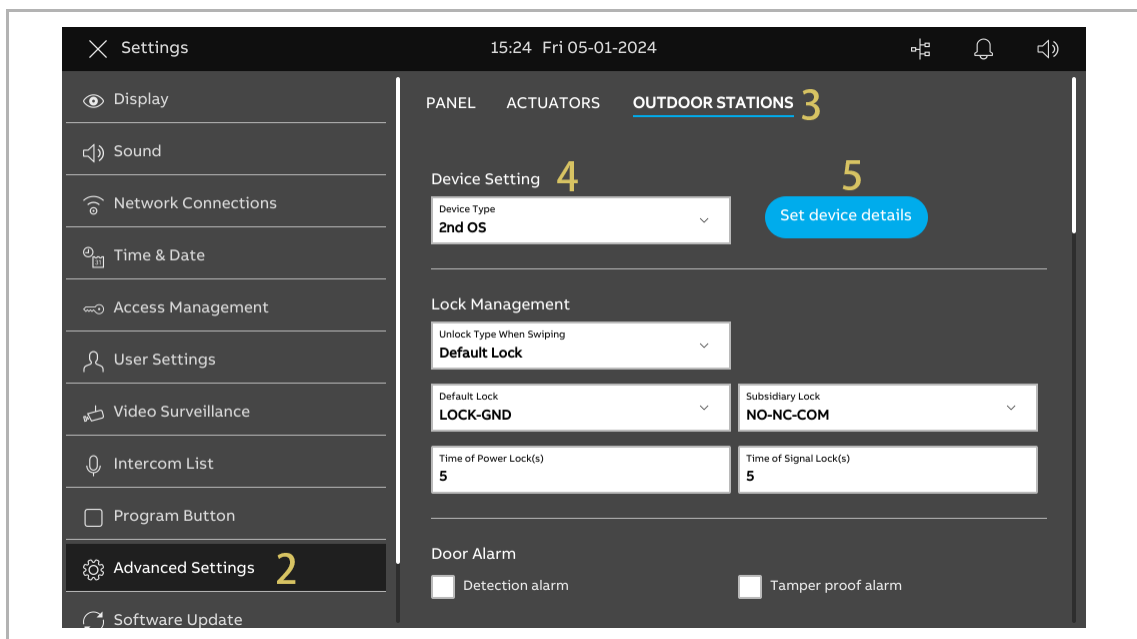 Settings
15:24 Fri 05-01-2024
Display
Sound
Network Connections
Time & Date
Access Management
User Settings
Video Surveillance
Intercom List
Program Button
Advanced Settings 2
Software Update
PANEL ACTUATORS OUTDOOR STATIONS 3
Device Setting 4
5
Device Type
2nd OS
Set device details
Lock Management
Unlock Type When Swiping
Default Lock
Default Lock
LOCK-GND
Subsidiary Lock
NO-NC-COM
Time of Power Lock(s)
5
Time of Signal Lock(s)
5
Door Alarm
Detection alarm
Tamper proof alarm